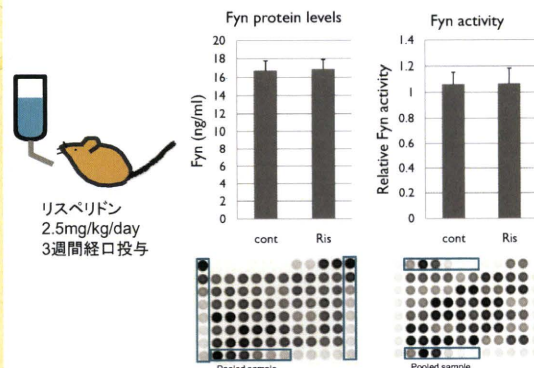 Fyn protein levels
Fyn (ng/ml)
20
18
16
14
12
10
8
6
4
2
0
cont Ris
Fyn activity
Relative Fyn activity
1.4
1.2
1
0.8
0.6
0.4
0.2
0
cont Ris
リスペリドン
2.5mg/kg/day
3週間経口投与
Pooled sample
Pooled sample